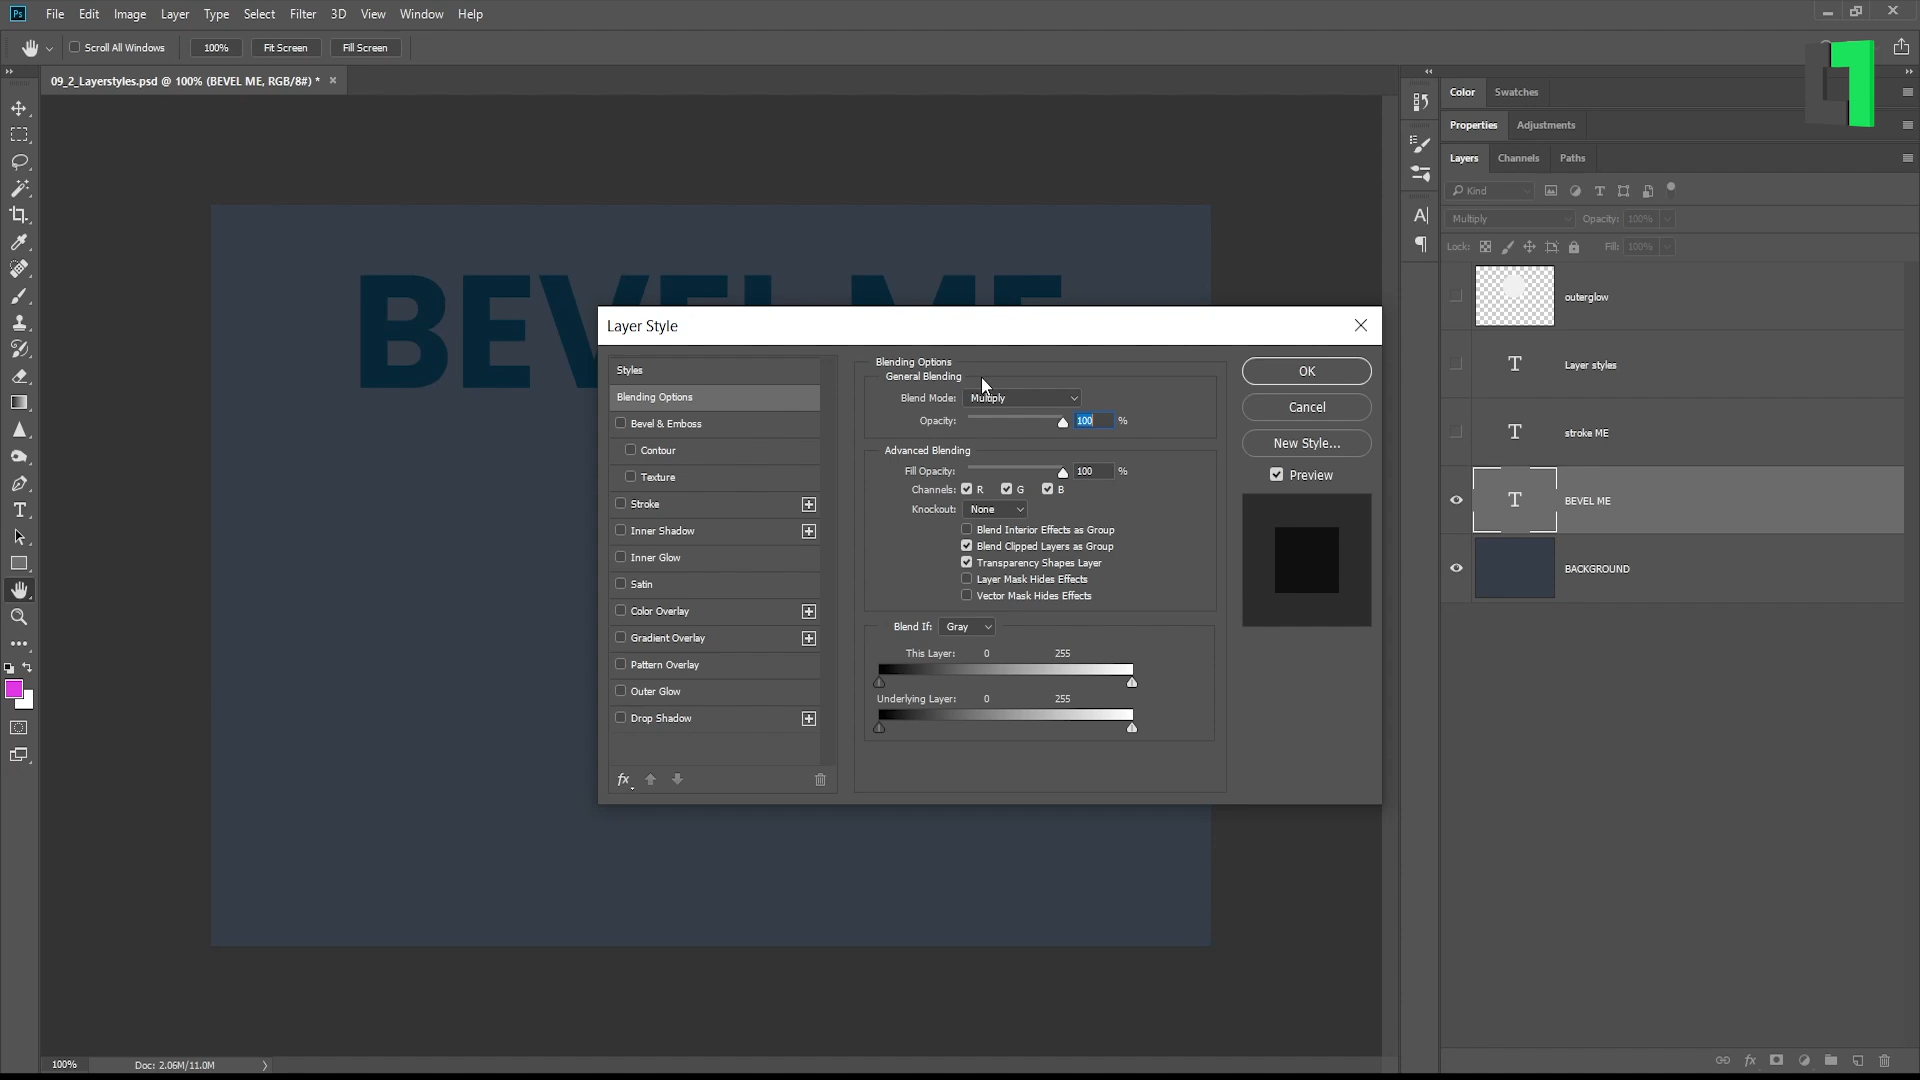 Ps File Edit Image Layer Type Select Filter 3D View Window Help
Scroll All Windows 100% Fit Screen Fill Screen
09_2_Layerstyles.psd @ 100% (BEVEL ME, RGB/8#) *
BEVEL ME
Layer Style
Styles
Blending Options
Bevel & Emboss
Contour
Texture
Stroke
Inner Shadow
Inner Glow
Satin
Color Overlay
Gradient Overlay
Pattern Overlay
Outer Glow
Drop Shadow
fx
Blending Options
General Blending
Blend Mode: Multiply
Opacity: 100 %
Advanced Blending
Fill Opacity: 100 %
Channels: R G B
Knockout: None
Blend Interior Effects as Group
Blend Clipped Layers as Group
Transparency Shapes Layer
Layer Mask Hides Effects
Vector Mask Hides Effects
Blend If: Gray
This Layer: 0 255
Underlying Layer: 0 255
OK
Cancel
New Style...
Preview
Color Swatches
Properties Adjustments
Layers Channels Paths
Kind
Multiply Opacity: 100%
Lock: Fill: 100%
outerglow
T Layer styles
T stroke ME
T BEVEL ME
BACKGROUND
fx
100% Doc: 2.06M/11.0M